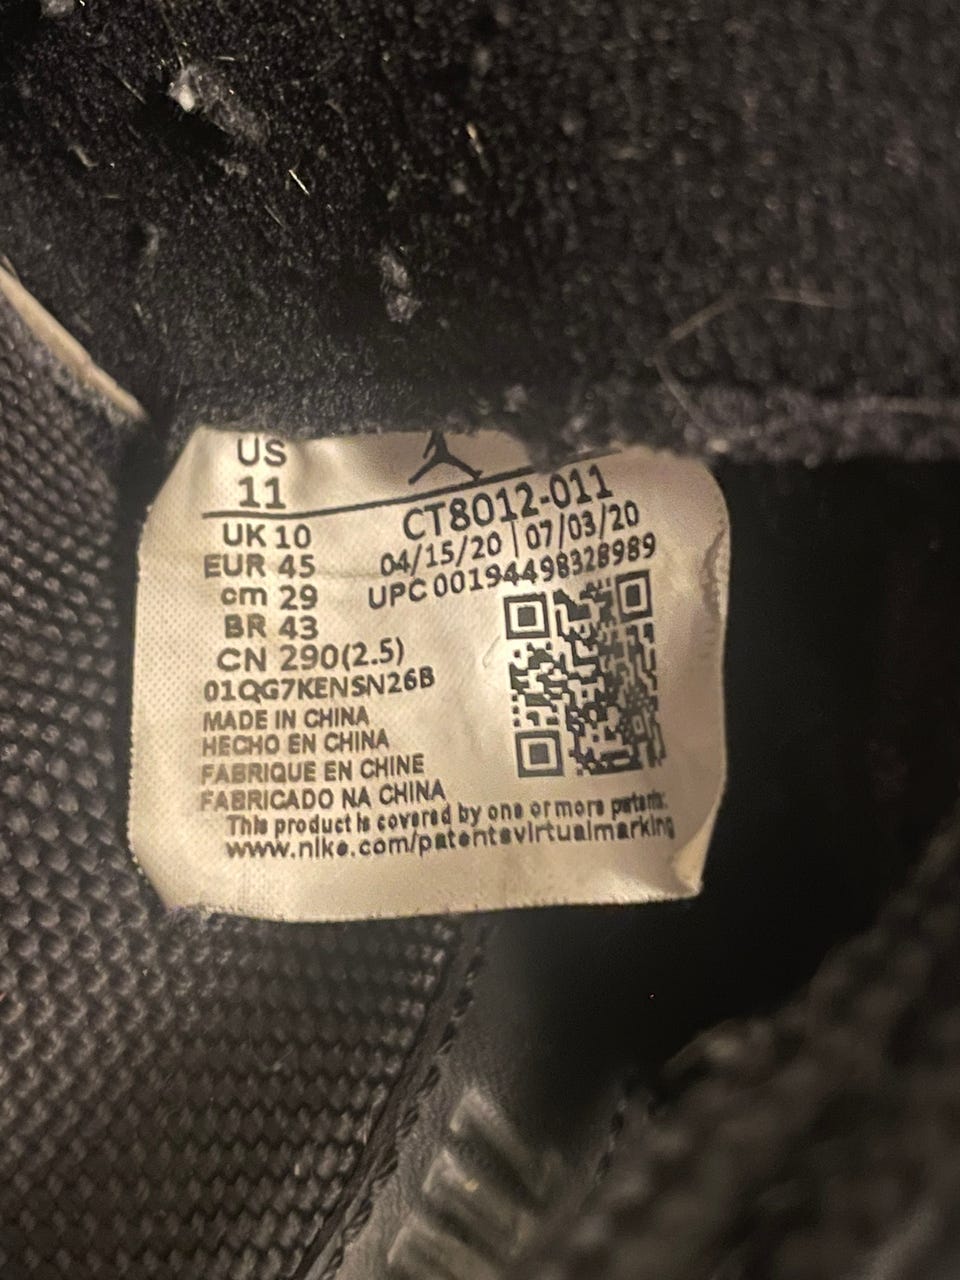 US
11
UK 10
EUR 45
cm 29
BR 43
CN 290(2.5)
01QG7KENSN26B
CT8012-011
04/15/20 | 07/03/20
UPC 00194498328989
MADE IN CHINA
HECHO EN CHINA
FABRIQUE EN CHINE
FABRICADO NA CHINA
This product is covered by one or more patents.
www.nike.com/patentsvirtualmarking